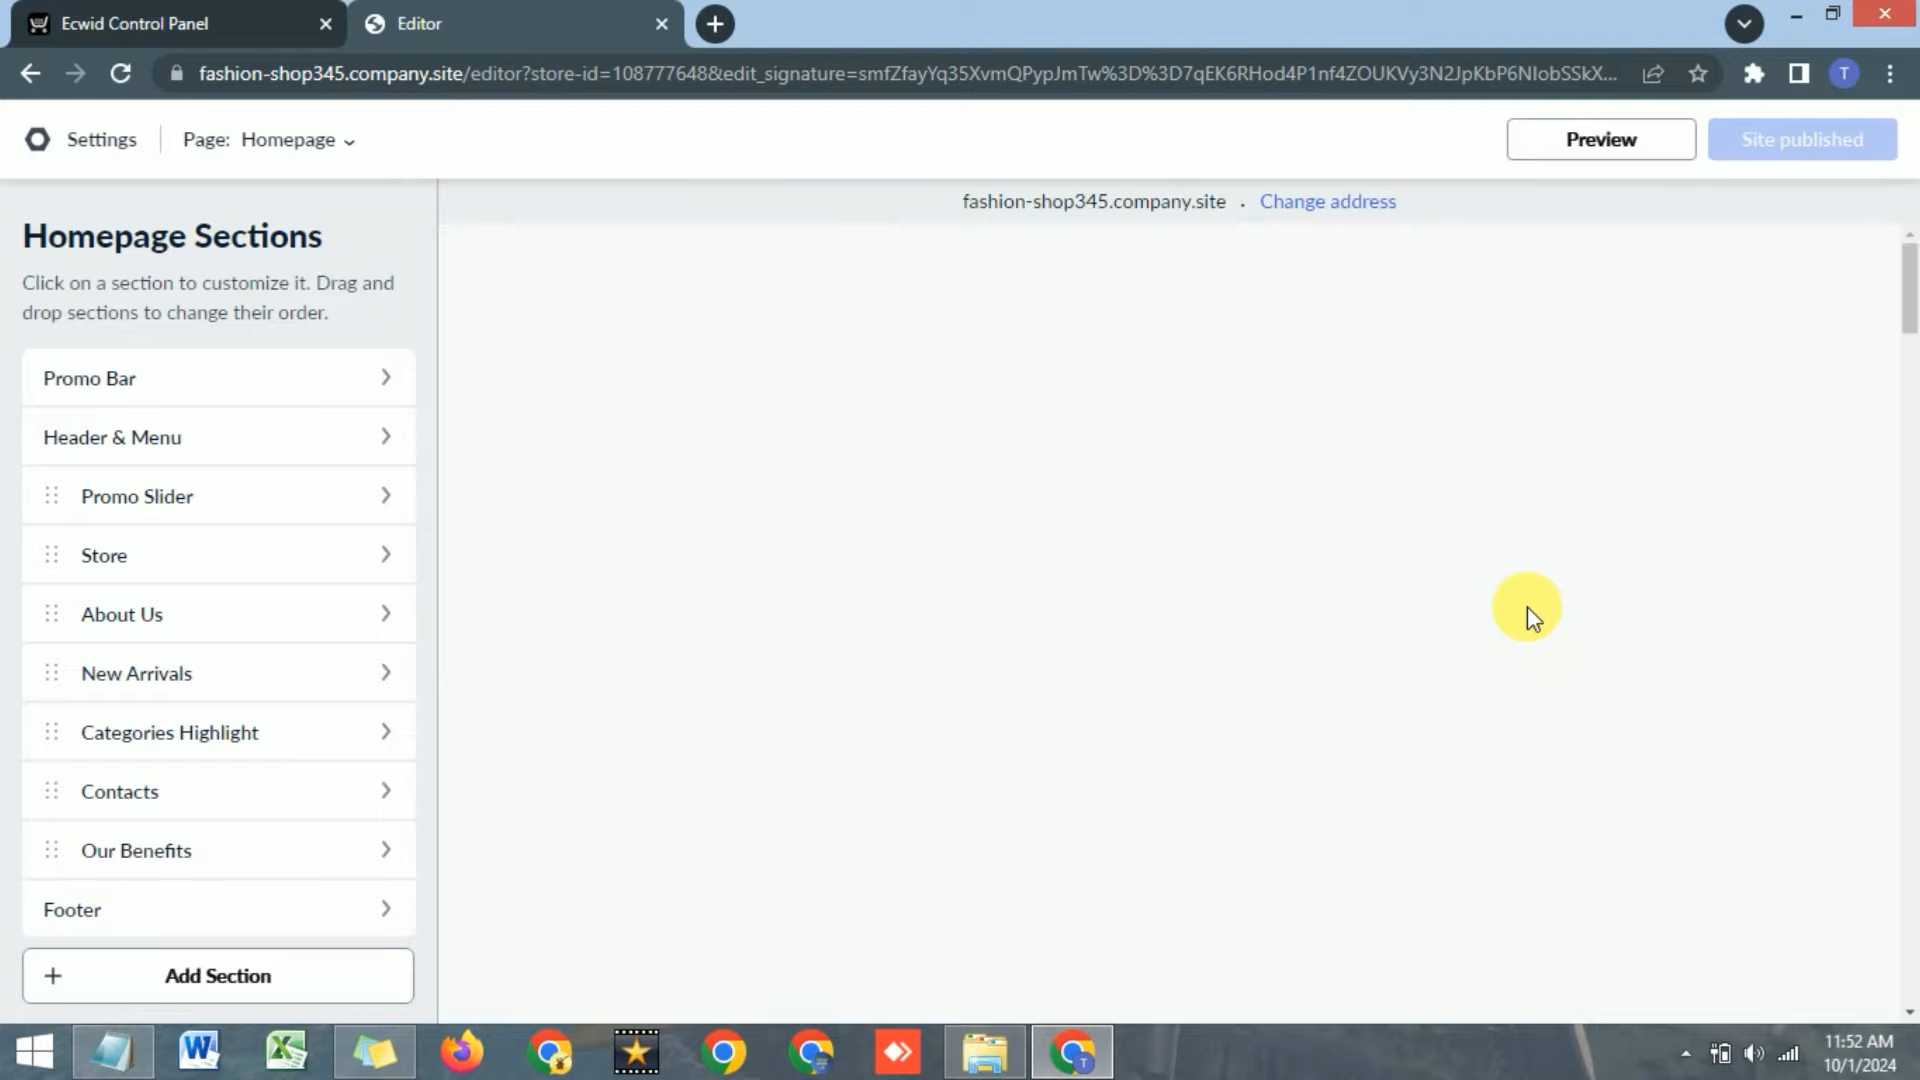 Ecwid Control Panel
Editor
fashion-shop345.company.site/editor?store-id=108777648&edit_signature=smfZfayYq35XvmQPypJmTw%3D%3D7qEK6RHod4P1nf4ZOUKVy3N2JpKbP6NIobSSkX...
T
Settings
Page: Homepage
Preview
Site published
fashion-shop345.company.site . Change address
Homepage Sections
Click on a section to customize it. Drag and
drop sections to change their order.
Promo Bar
Header & Menu
Promo Slider
Store
About Us
New Arrivals
Categories Highlight
Contacts
Our Benefits
Footer
+ Add Section
11:52 AM
10/1/2024